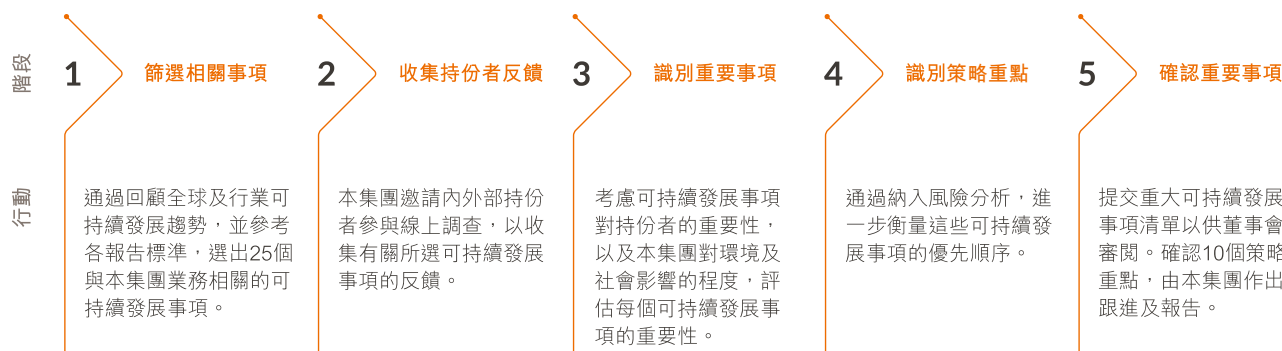 階段
1
篩選相關事項
2
收集持份者反饋
3
識別重要事項
4
識別策略重點
5
確認重要事項
行動
通過回顧全球及行業可
持續發展趨勢，並參考
各報告標準，選出25個
與本集團業務相關的可
持續發展事項。
本集團邀請內外部持份
者參與線上調查，以收
集有關所選可持續發展
事項的反饋。
考慮可持續發展事項
對持份者的重要性，
以及本集團對環境及
社會影響的程度，評
估每個可持續發展事
項的重要性。
通過納入風險分析，進
一步衡量這些可持續發
展事項的優先順序。
提交重大可持續發展
事項清單以供董事會
審閱。確認10個策略
重點，由本集團作出
跟進及報告。